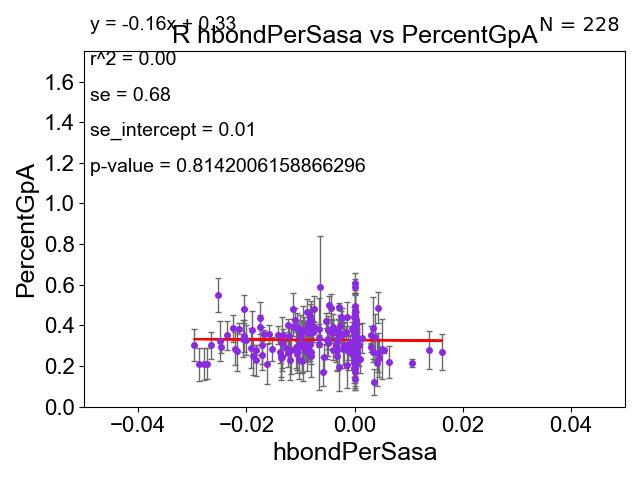 y = -0.16x + 0.33
N = 228
R hbondPerSasa vs PercentGpA
r^2 = 0.00
se = 0.68
se_intercept = 0.01
p-value = 0.8142006158866296
PercentGpA
1.6
1.4
1.2
1.0
0.8
0.6
0.4
0.2
0.0
−0.04 −0.02 0.00 0.02 0.04
hbondPerSasa